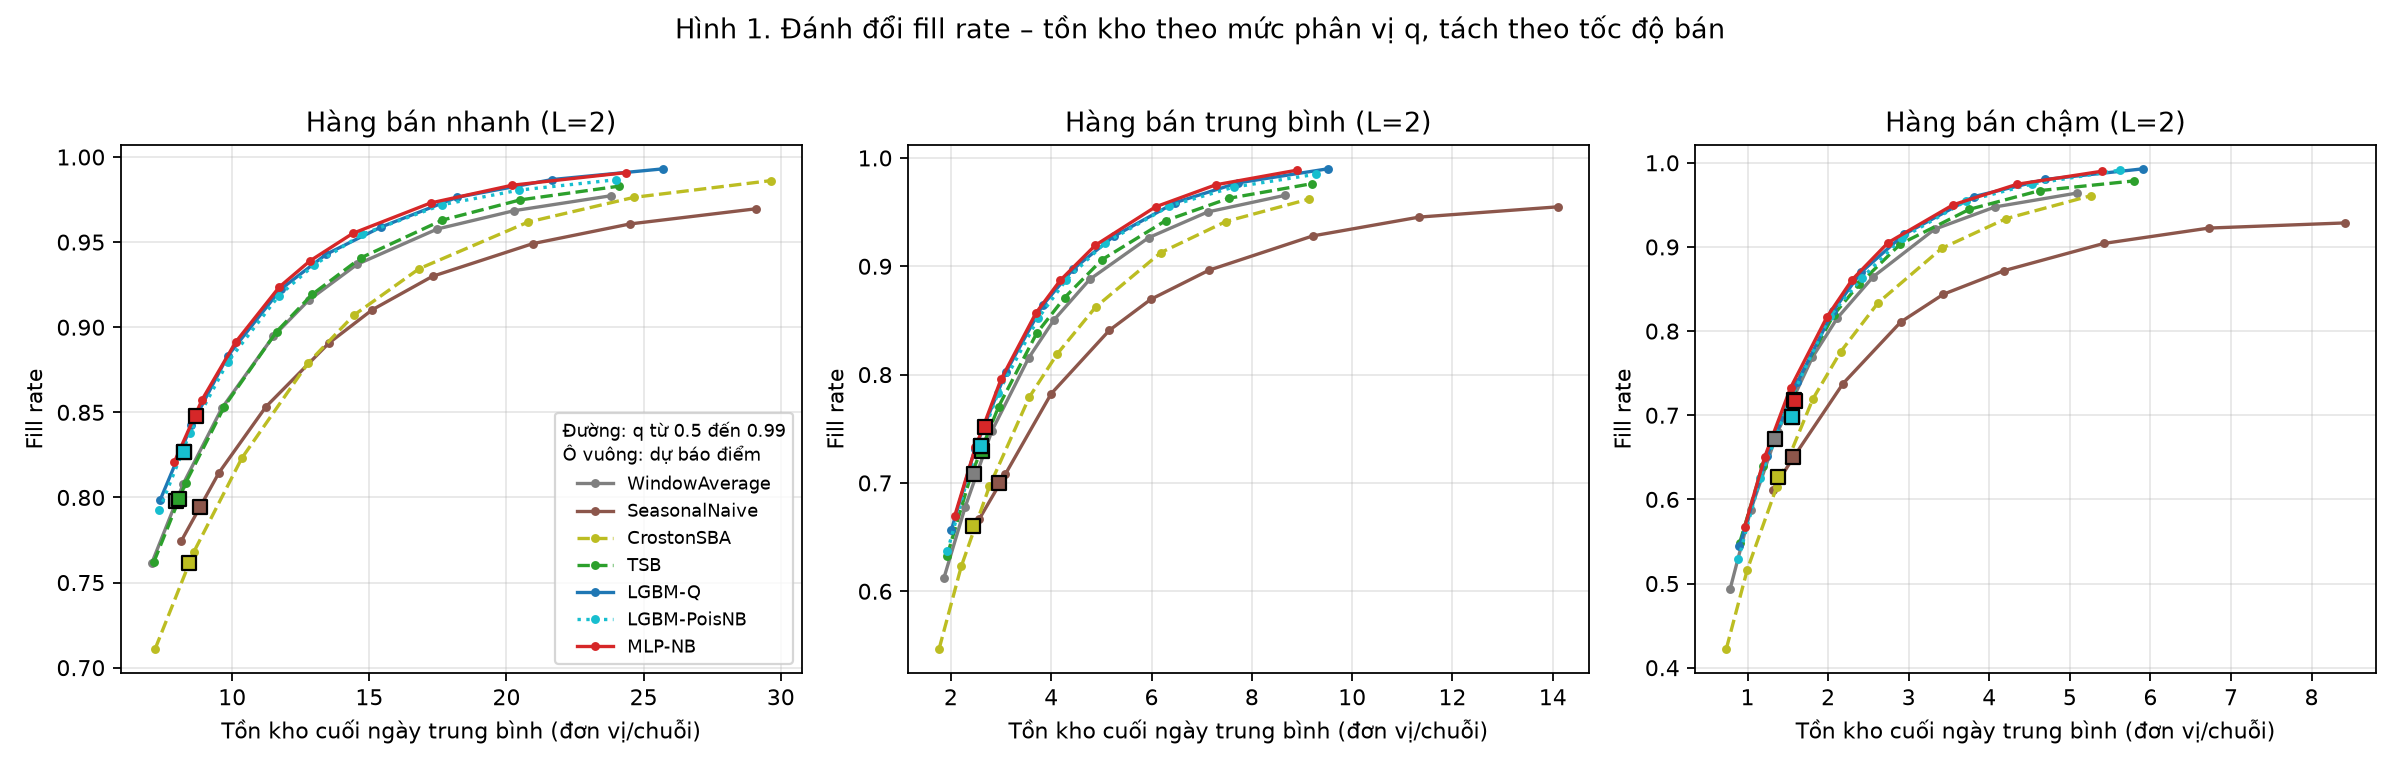 Hình 1. Đánh đổi fill rate – tồn kho theo mức phân vị q, tách theo tốc độ bán
Hàng bán nhanh (L=2)
Fill rate
1.00
0.95
0.90
0.85
0.80
0.75
0.70
Đường: q từ 0.5 đến 0.99
Ô vuông: dự báo điểm
WindowAverage
SeasonalNaive
CrostonSBA
TSB
LGBM-Q
LGBM-PoisNB
MLP-NB
10 15 20 25 30
Tồn kho cuối ngày trung bình (đơn vị/chuỗi)
Hàng bán trung bình (L=2)
Fill rate
1.0
0.9
0.8
0.7
0.6
2 4 6 8 10 12 14
Tồn kho cuối ngày trung bình (đơn vị/chuỗi)
Hàng bán chậm (L=2)
Fill rate
1.0
0.9
0.8
0.7
0.6
0.5
0.4
1 2 3 4 5 6 7 8
Tồn kho cuối ngày trung bình (đơn vị/chuỗi)